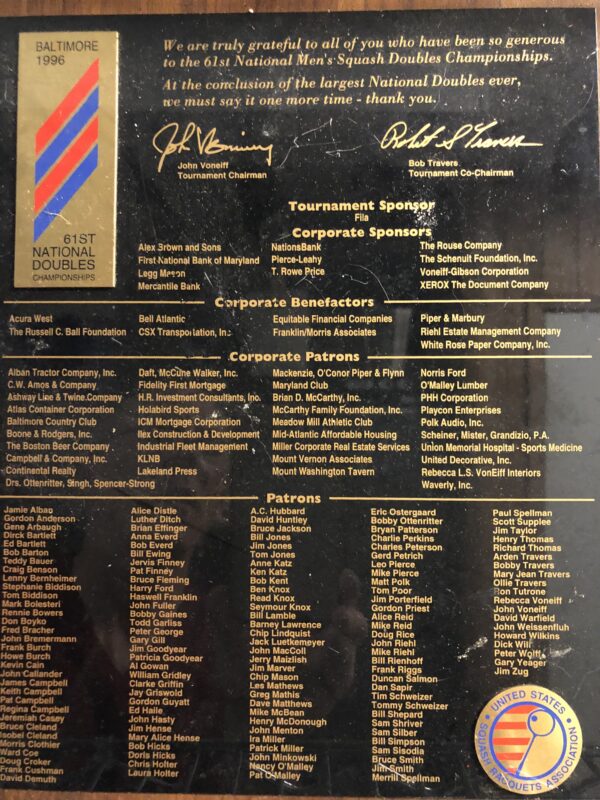 BALTIMORE
1996
61ST
NATIONAL
DOUBLES
CHAMPIONSHIPS
We are truly grateful to all of you who have been so generous
to the 61st National Men's Squash Doubles Championships.
At the conclusion of the largest National Doubles ever,
we must say it one more time - thank you.
John Voneiff
Tournament Chairman
Robert S Travers
Bob Travers
Tournament Co-Chairman
Tournament Sponsor
Fila
Corporate Sponsors
Alex Brown and Sons
First National Bank of Maryland
Legg Mason
Mercantile Bank
NationsBank
Pierce-Leahy
T. Rowe Price
The Rouse Company
The Schenuit Foundation, Inc.
Voneiff-Gibson Corporation
XEROX The Document Company
Corporate Benefactors
Acura West
The Russell C. Ball Foundation
Bell Atlantic
CSX Transportation, Inc.
Equitable Financial Companies
Franklin/Morris Associates
Piper & Marbury
Riehl Estate Management Company
White Rose Paper Company, Inc.
Corporate Patrons
Alban Tractor Company, Inc.
C.W. Amos & Company
Ashway Line & Twine Company
Atlas Container Corporation
Baltimore Country Club
Boone & Rodgers, Inc.
The Boston Beer Company
Campbell & Company, Inc.
Continental Realty
Drs. Ottenritter, Singh, Spencer-Strong
Daft, McCune Walker, Inc.
Fidelity First Mortgage
H.R. Investment Consultants, Inc.
Holabird Sports
ICM Mortgage Corporation
Ilex Construction & Development
Industrial Fleet Management
KLNB
Lakeland Press
Mackenzie, O'Conor Piper & Flynn
Maryland Club
Brian D. McCarthy, Inc.
McCarthy Family Foundation, Inc.
Meadow Mill Athletic Club
Mid-Atlantic Affordable Housing
Miller Corporate Real Estate Services
Mount Vernon Associates
Mount Washington Tavern
Norris Ford
O'Malley Lumber
PHH Corporation
Playcon Enterprises
Polk Audio, Inc.
Scheiner, Mister, Grandizio, P.A.
Union Memorial Hospital - Sports Medicine
United Decorative, Inc.
Rebecca L.S. VonEiff Interiors
Waverly, Inc.
Patrons
Jamie Albao
Gordon Anderson
Gene Arbaugh
Dirck Bartlett
Ed Bartlett
Bob Barton
Teddy Bauer
Craig Benson
Lenny Bernheimer
Stephanie Biddison
Tom Biddison
Mark Bolesteri
Rennie Bowers
Don Boyko
Fred Bracher
John Bremermann
Frank Burch
Howe Burch
Kevin Cain
John Callander
James Campbell
Keith Campbell
Pat Campbell
Regina Campbell
Jeremiah Casey
Bruce Cleland
Isobel Cleland
Morris Clothier
Ward Coe
Doug Croker
Frank Cushman
David Demuth
Alice Distle
Luther Ditch
Brian Effinger
Anna Everd
Bob Everd
Bill Ewing
Jervis Finney
Pat Finney
Bruce Fleming
Harry Ford
Haswell Franklin
John Fuller
Bobby Gaines
Todd Garliss
Peter George
Gary Gill
Jim Goodyear
Patricia Goodyear
Al Gowan
William Gridley
Clarke Griffin
Jay Griswold
Gordon Guyatt
Ed Haile
John Hasty
Jim Hense
Mary Alice Hense
Bob Hicks
Doris Hicks
Chris Holter
Laura Holter
A.C. Hubbard
David Huntley
Bruce Jackson
Bill Jones
Jim Jones
Tom Jones
Anne Katz
Ken Katz
Bob Kent
Ben Knox
Read Knox
Seymour Knox
Bill Lamble
Barney Lawrence
Chip Lindquist
Jack Luetkemeyer
John MacColl
Jerry Maizlish
Jim Marver
Chip Mason
Les Mathews
Greg Mathis
Dave Matthews
Mike McBean
Henry McDonough
John Menton
Ira Miller
Patrick Miller
John Minkowski
Nancy O'Malley
Pat O'Malley
Eric Ostergaard
Bobby Ottenritter
Bryan Patterson
Charlie Perkins
Charles Peterson
Gerd Petrich
Leo Pierce
Mike Pierce
Matt Polk
Tom Poor
Jim Porterfield
Gordon Priest
Alice Reid
Mike Reid
Doug Rice
John Riehl
Mike Riehl
Bill Rienhoff
Frank Riggs
Duncan Salmon
Dan Sapir
Tim Schweizer
Tommy Schweizer
Bill Shepard
Sam Shriver
Sam Silber
Bill Simpson
Sam Sisodia
Bruce Smith
Jim Smith
Merrill Spellman
Paul Spellman
Scott Supplee
Jim Taylor
Henry Thomas
Richard Thomas
Arden Travers
Bobby Travers
Mary Jean Travers
Ollie Travers
Ron Tutrone
Rebecca Voneiff
John Voneiff
David Warfield
John Weissenfluh
Howard Wilkins
Dick Will
Peter Wolff
Gary Yeager
Jim Zug
UNITED STATES
SQUASH RACQUETS ASSOCIATION